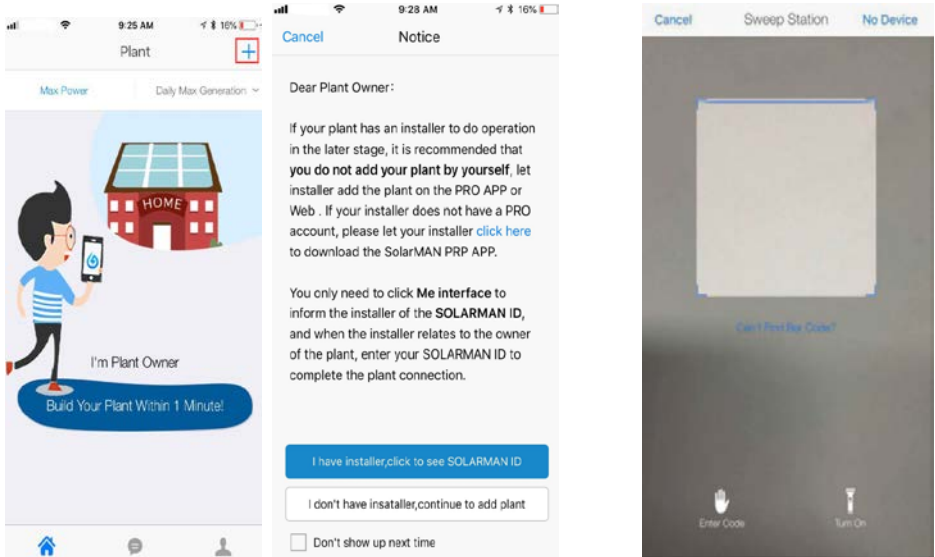 9:25 AM
16%
Plant
Max Power
Daily Max Generation
HOME
I'm Plant Owner
Build Your Plant Within 1 Minute!
9:28 AM
16%
Cancel
Notice
Dear Plant Owner:
If your plant has an installer to do operation
in the later stage, it is recommended that
you do not add your plant by yourself, let
installer add the plant on the PRO APP or
Web . If your installer does not have a PRO
account, please let your installer click here
to download the SolarMAN PRP APP.
You only need to click Me interface to
inform the installer of the SOLARMAN ID,
and when the installer relates to the owner
of the plant, enter your SOLARMAN ID to
complete the plant connection.
I have installer,click to see SOLARMAN ID
I don't have insataller,continue to add plant
Don't show up next time
Cancel
Sweep Station
No Device
Can't Find Bar Code?
Enter Code
Turn On